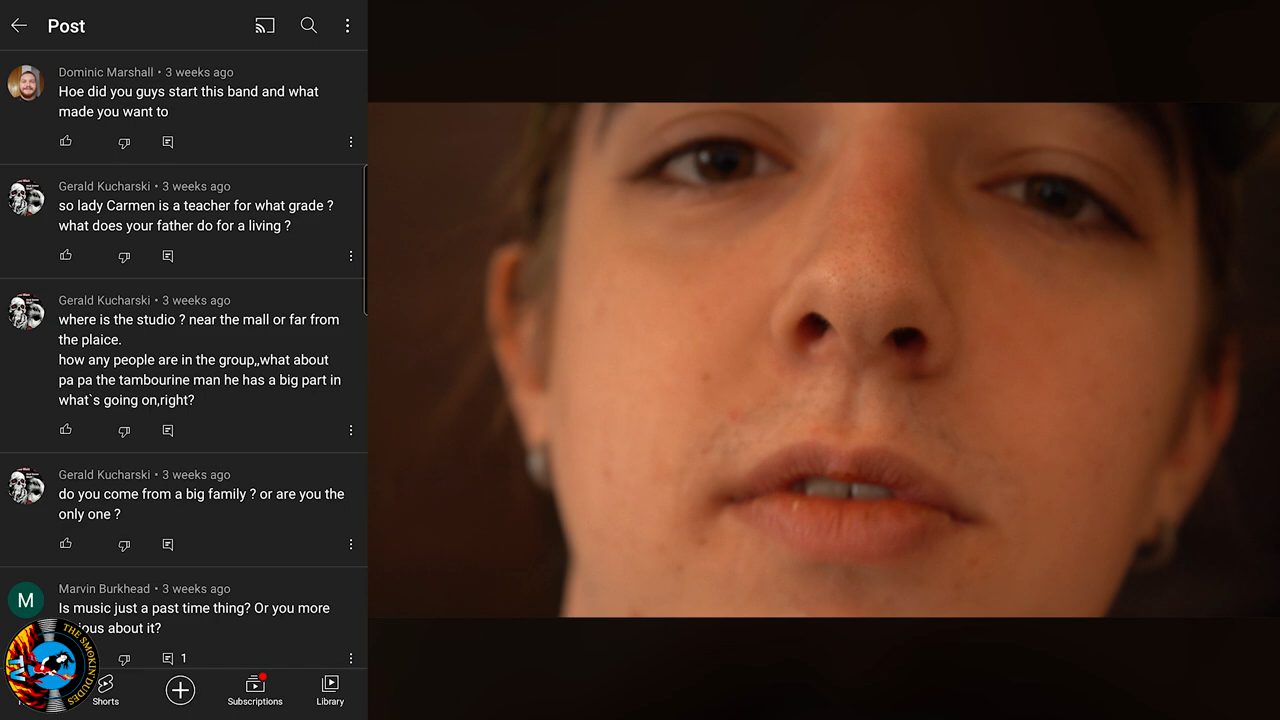 Post
Dominic Marshall • 3 weeks ago
Hoe did you guys start this band and what
made you want to
Gerald Kucharski • 3 weeks ago
so lady Carmen is a teacher for what grade ?
what does your father do for a living ?
Gerald Kucharski • 3 weeks ago
where is the studio ? near the mall or far from
the plaice.
how any people are in the group,,what about
pa pa the tambourine man he has a big part in
what`s going on,right?
Gerald Kucharski • 3 weeks ago
do you come from a big family ? or are you the
only one ?
M
Marvin Burkhead • 3 weeks ago
Is music just a past time thing? Or you more
about it?
1
THE SMOKIN' DUDES
Shorts
Subscriptions
Library